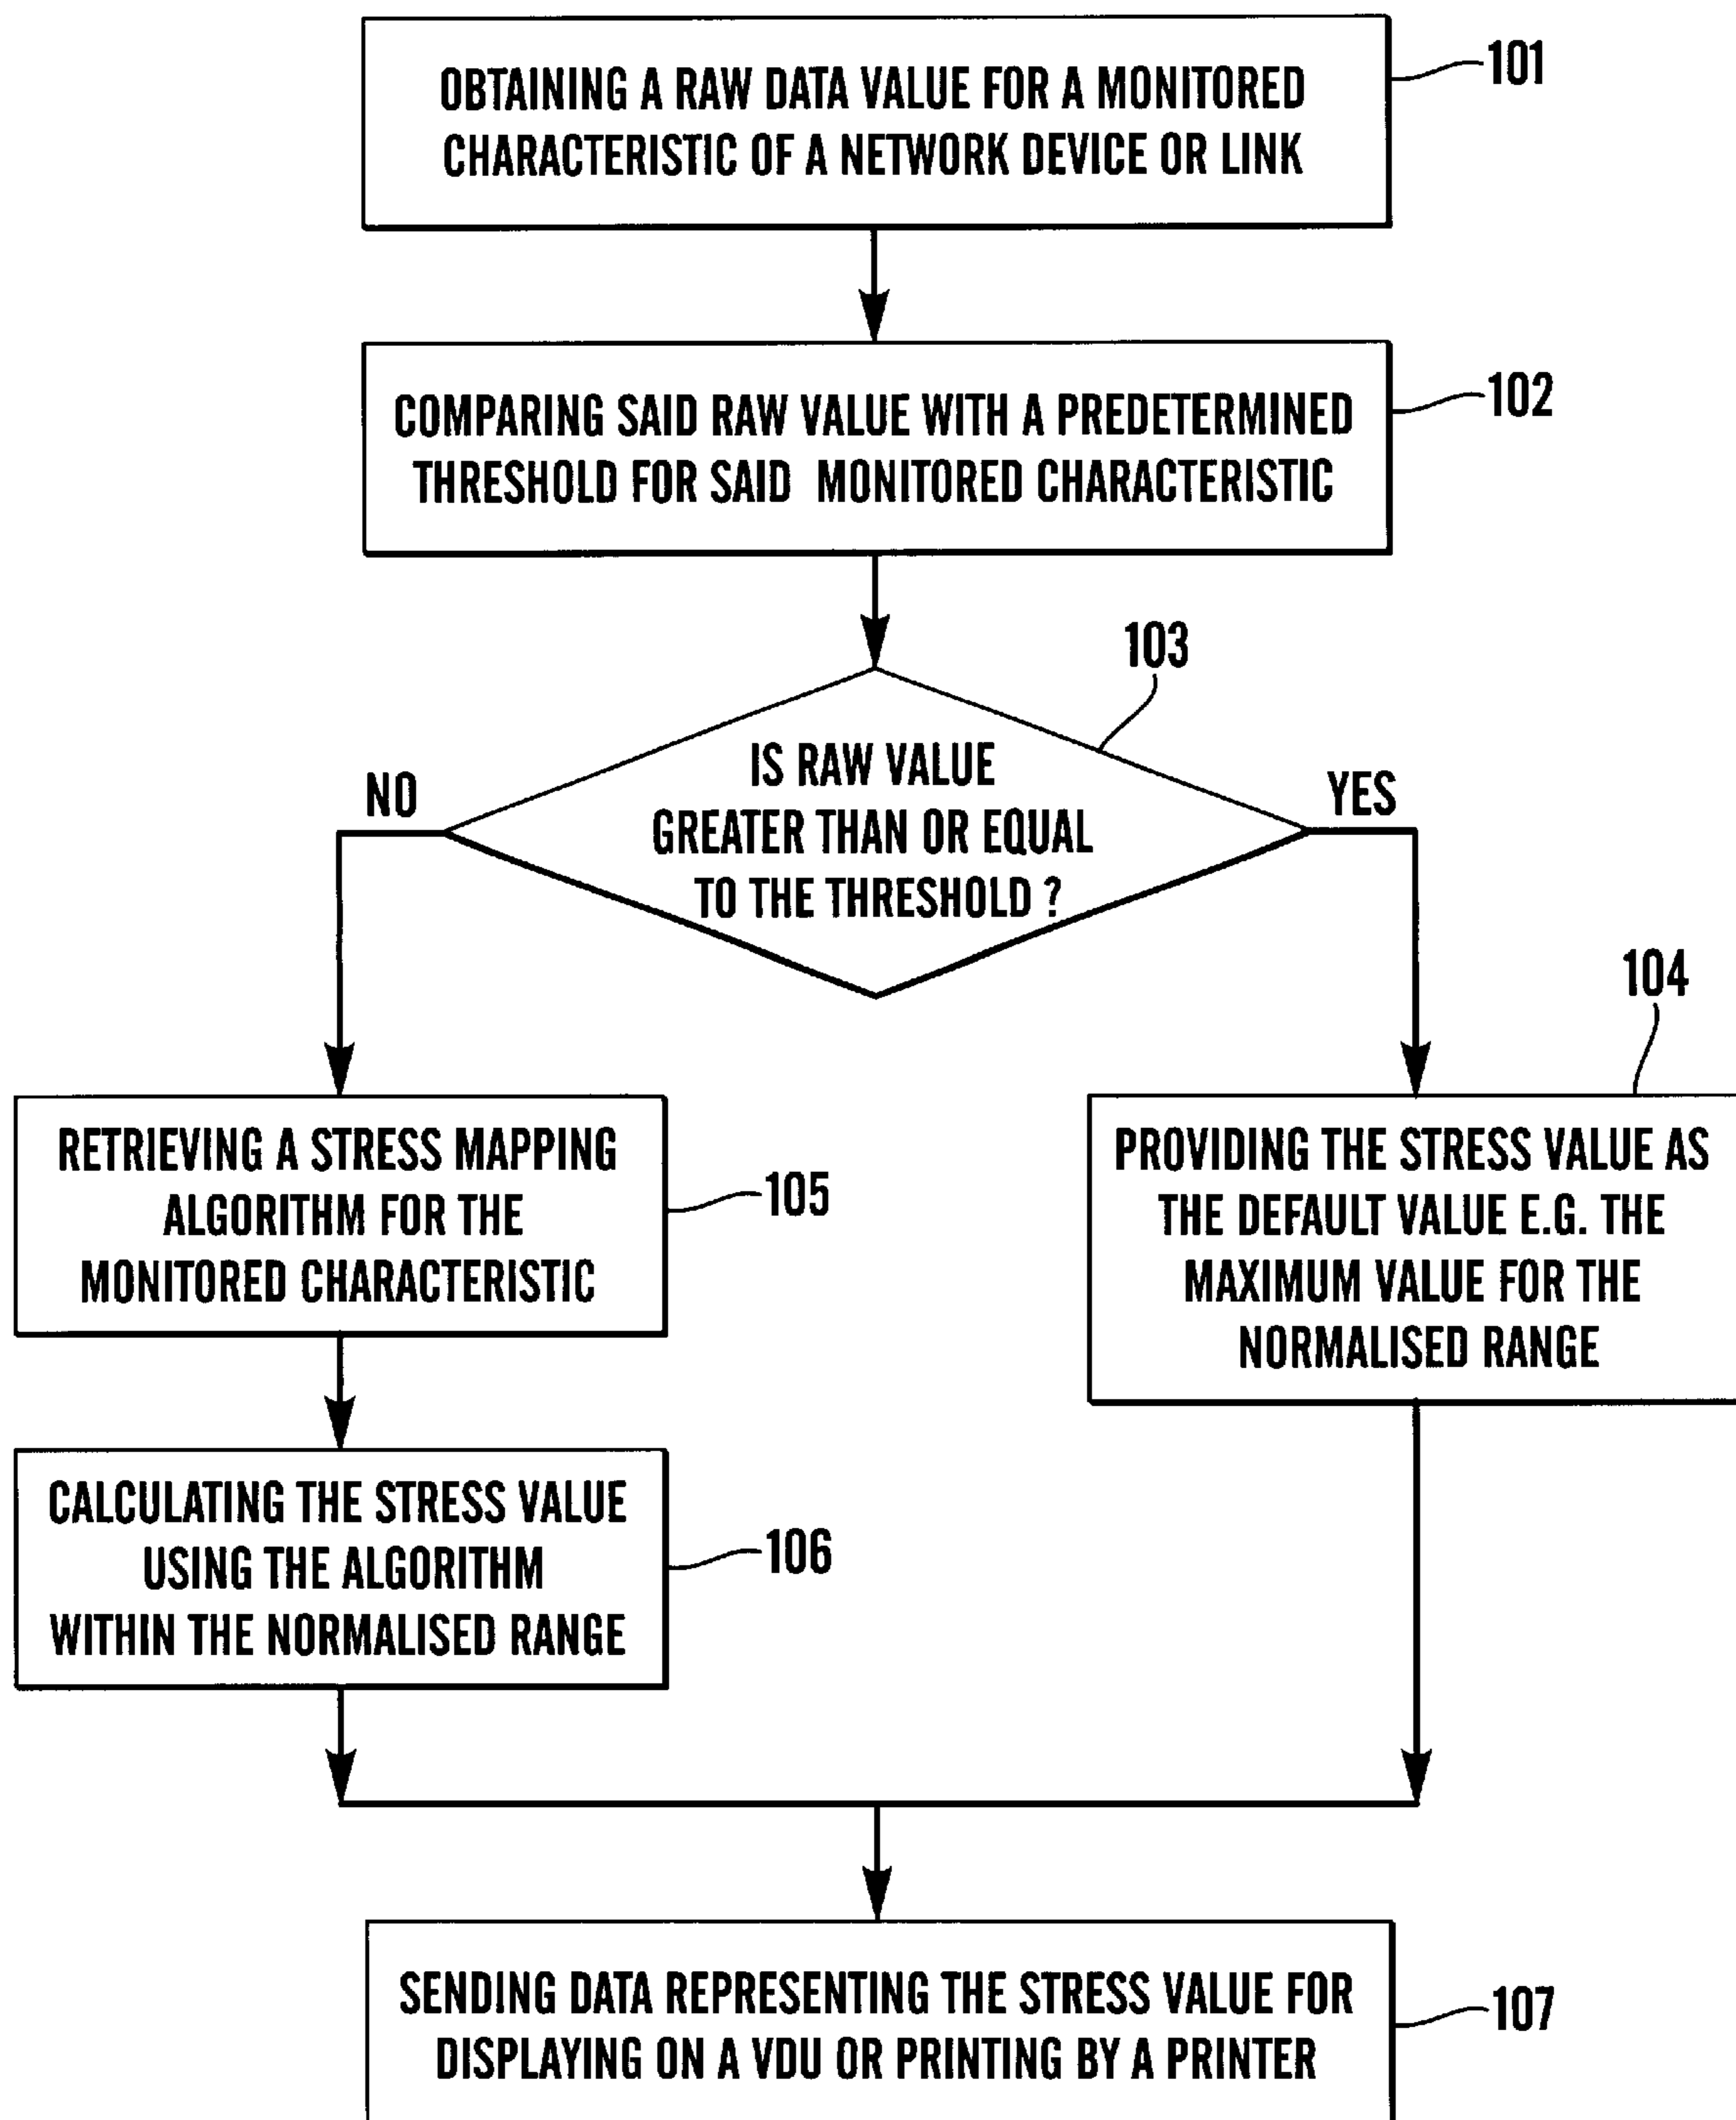 OBTAINING A RAW DATA VALUE FOR A MONITORED
CHARACTERISTIC OF A NETWORK DEVICE OR LINK
101
COMPARING SAID RAW VALUE WITH A PREDETERMINED
THRESHOLD FOR SAID MONITORED CHARACTERISTIC
102
103
IS RAW VALUE
GREATER THAN OR EQUAL
TO THE THRESHOLD ?
NO
YES
104
RETRIEVING A STRESS MAPPING
ALGORITHM FOR THE
MONITORED CHARACTERISTIC
105
PROVIDING THE STRESS VALUE AS
THE DEFAULT VALUE E.G. THE
MAXIMUM VALUE FOR THE
NORMALISED RANGE
CALCULATING THE STRESS VALUE
USING THE ALGORITHM
WITHIN THE NORMALISED RANGE
106
SENDING DATA REPRESENTING THE STRESS VALUE FOR
DISPLAYING ON A VDU OR PRINTING BY A PRINTER
107